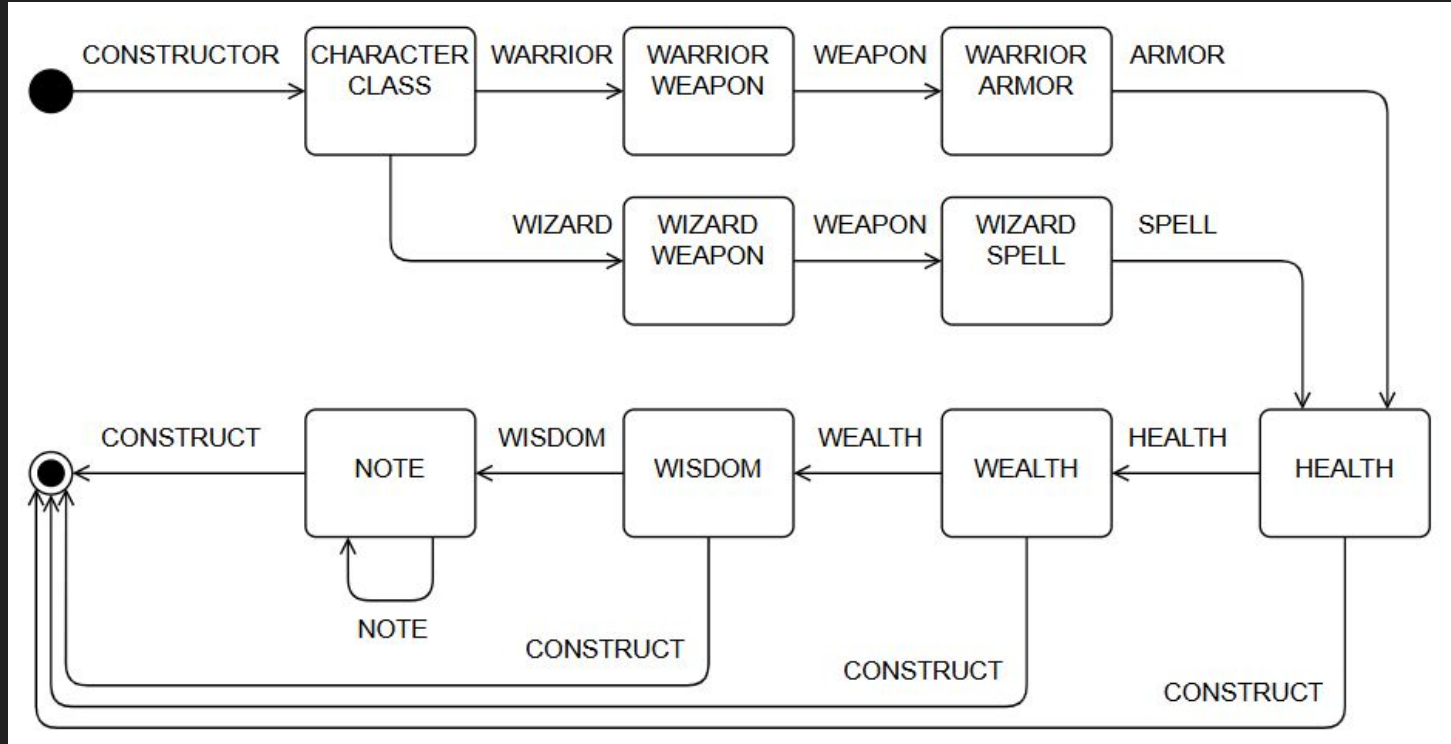 CONSTRUCTOR
CHARACTER
CLASS
WARRIOR
WARRIOR
WEAPON
WEAPON
WARRIOR
ARMOR
ARMOR
WIZARD
WIZARD
WEAPON
WEAPON
WIZARD
SPELL
SPELL
CONSTRUCT
NOTE
WISDOM
WISDOM
WEALTH
WEALTH
HEALTH
HEALTH
NOTE
CONSTRUCT
CONSTRUCT
CONSTRUCT